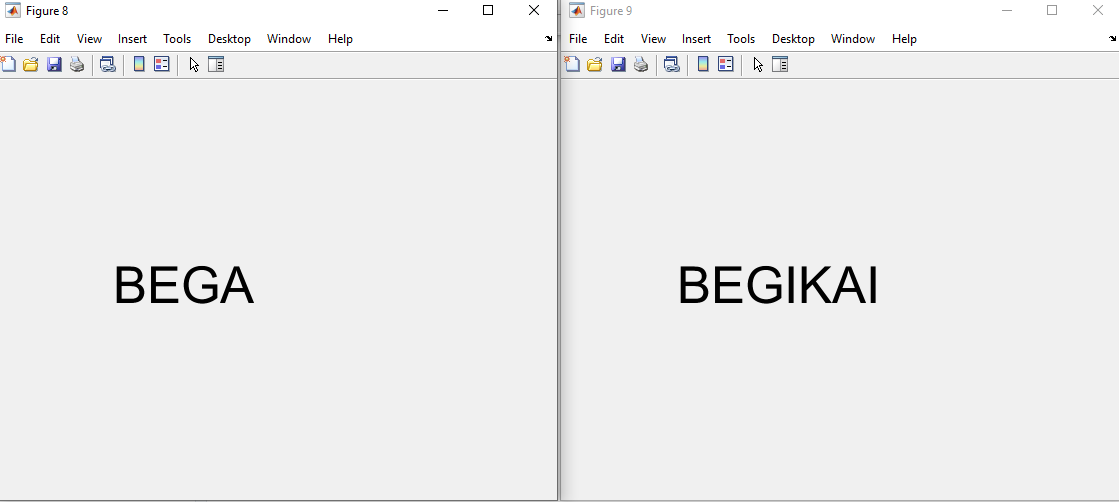 Figure 8
File Edit View Insert Tools Desktop Window Help
BEGA
Figure 9
File Edit View Insert Tools Desktop Window Help
BEGIKAI